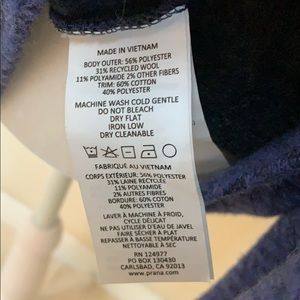 MADE IN VIETNAM
BODY OUTER: 56% POLYESTER
31% RECYCLED WOOL
11% POLYAMIDE 2% OTHER FIBERS
TRIM: 60% COTTON
40% POLYESTER
MACHINE WASH COLD GENTLE
DO NOT BLEACH
DRY FLAT
IRON LOW
DRY CLEANABLE
FABRIQUÉ AU VIETNAM
CORPS EXTÉRIEUR: 56% POLYESTER
31% LAINE RECYCLÉE
11% POLYAMIDE
2% AUTRES FIBRES
BORDURE: 60% COTON
40% POLYESTER
LAVER À MACHINE À FROID,
CYCLE DÉLICAT
NE PAS UTILISER D'EAU DE JAVEL
FAIRE SÉCHER À PLAT
REPASSER À BASSE TEMPÉRATURE
NETTOYABLE À SEC
RN 124977
PO BOX 130430
CARLSBAD, CA 92013
www.prana.com